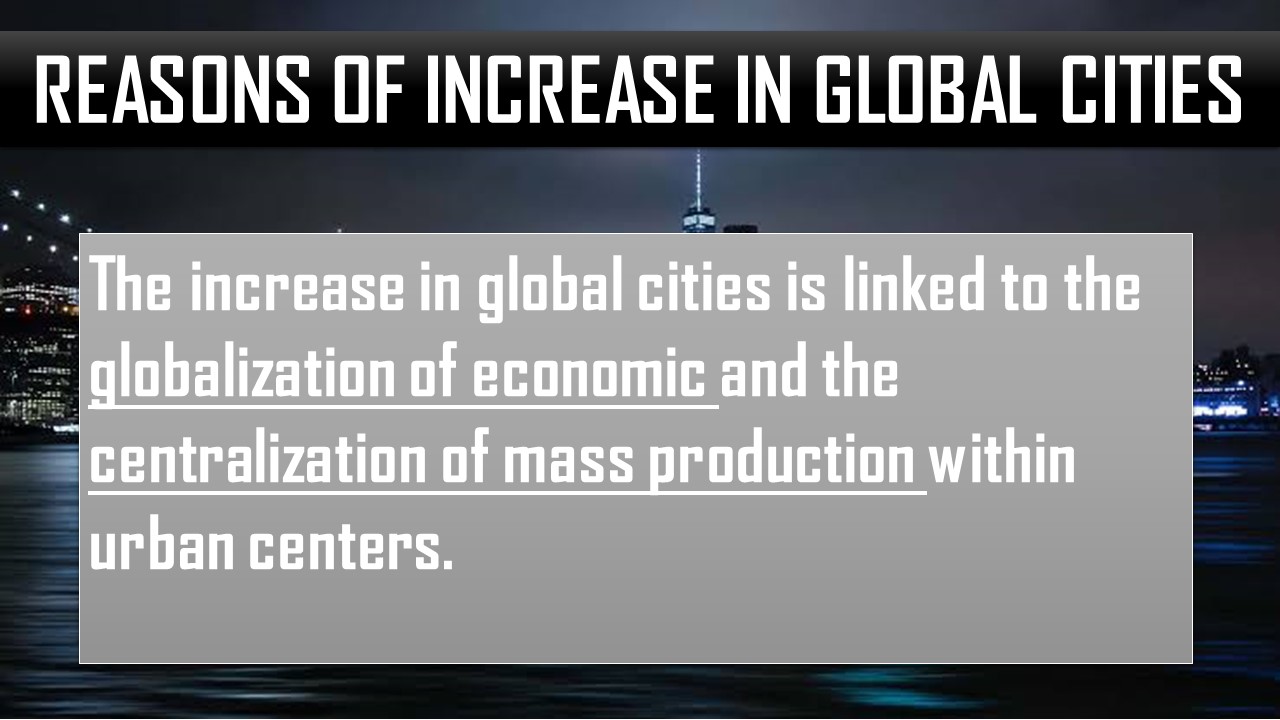 REASONS OF INCREASE IN GLOBAL CITIES
The increase in global cities is linked to the
globalization of economic and the
centralization of mass production within
urban centers.